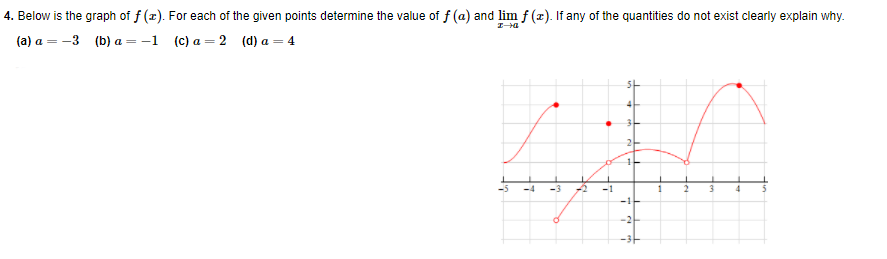 4. Below is the graph of f (x). For each of the given points determine the value of f (a) and lim f (x). If any of the quantities do not exist clearly explain why.
x→a
(a) a = −3 (b) a = −1 (c) a = 2 (d) a = 4
5
4
3
2
1
-5 -4 -3 -2 -1 1 2 3 4 5
-1
-2
-3